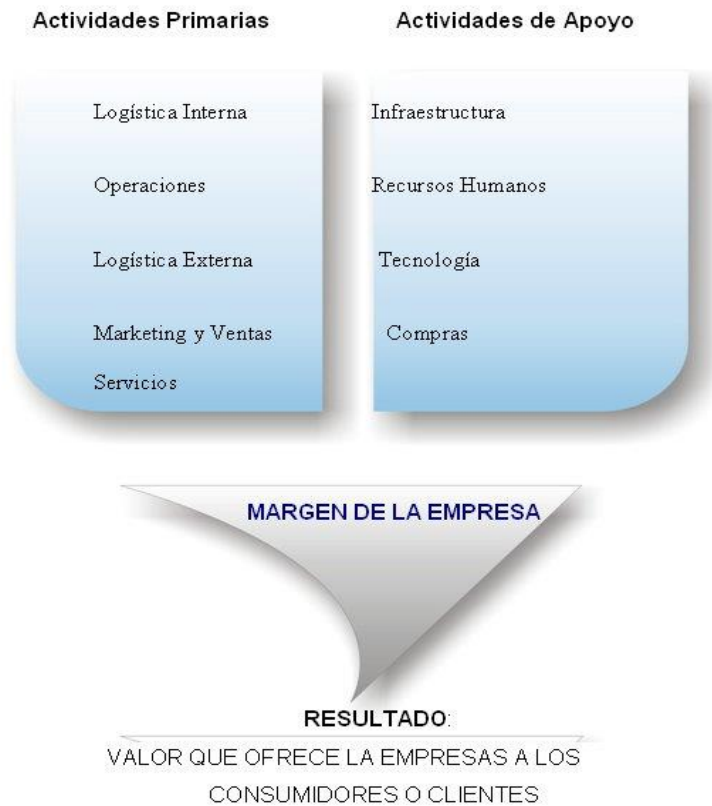 Actividades Primarias
Logística Interna
Operaciones
Logística Externa
Marketing y Ventas
Servicios
Actividades de Apoyo
Infraestructura
Recursos Humanos
Tecnología
Compras
MARGEN DE LA EMPRESA
RESULTADO:
VALOR QUE OFRECE LA EMPRESAS A LOS
CONSUMIDORES O CLIENTES